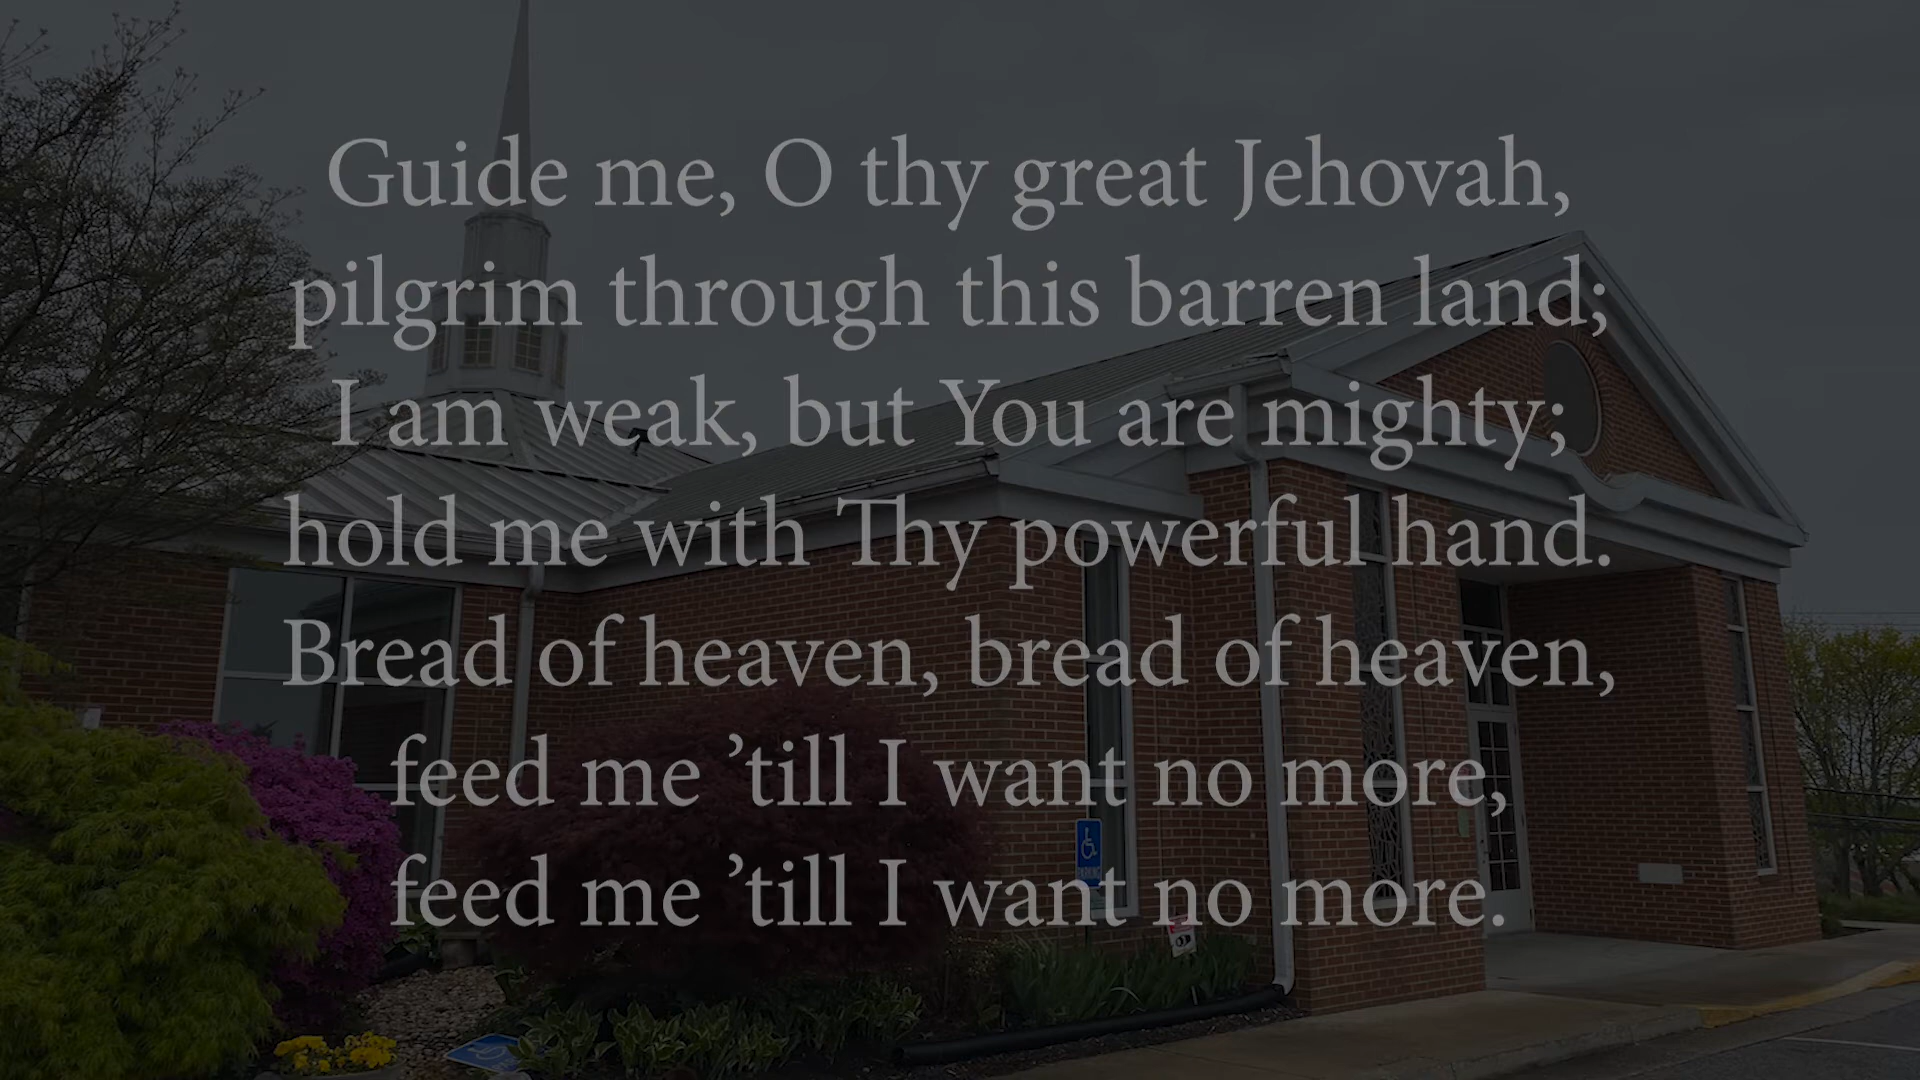 Guide me, O thy great Jehovah,
pilgrim through this barren land;
I am weak, but You are mighty;
hold me with Thy powerful hand.
Bread of heaven, bread of heaven,
feed me ’till I want no more,
feed me ’till I want no more.